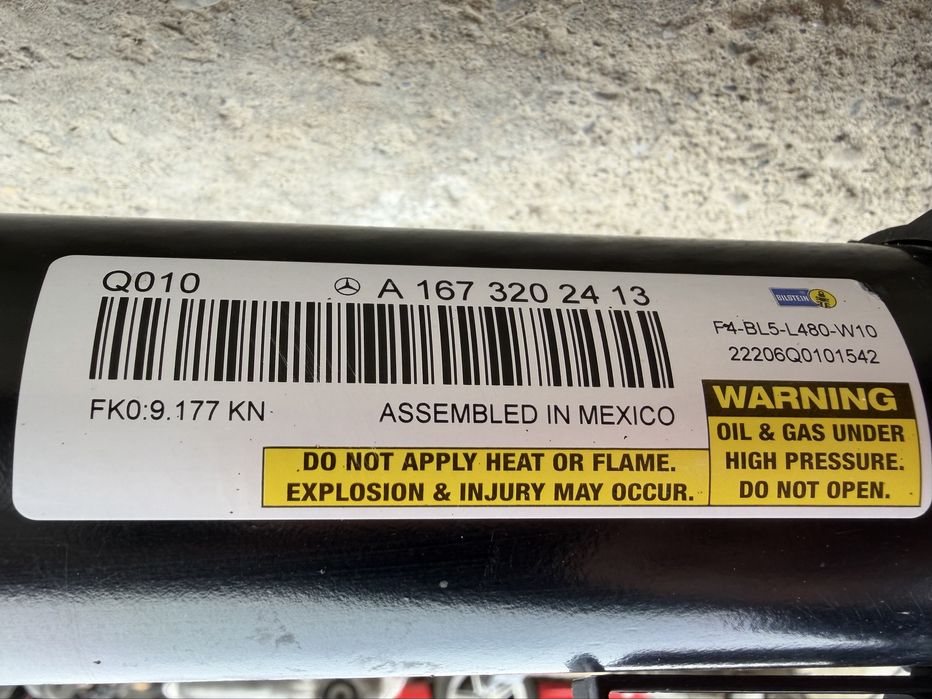 Q010
A 167 320 24 13
BILSTEIN
F4-BL5-L480-W10
22206Q0101542
FK0:9.177 KN
ASSEMBLED IN MEXICO
WARNING
OIL & GAS UNDER
HIGH PRESSURE.
DO NOT OPEN.
DO NOT APPLY HEAT OR FLAME.
EXPLOSION & INJURY MAY OCCUR.